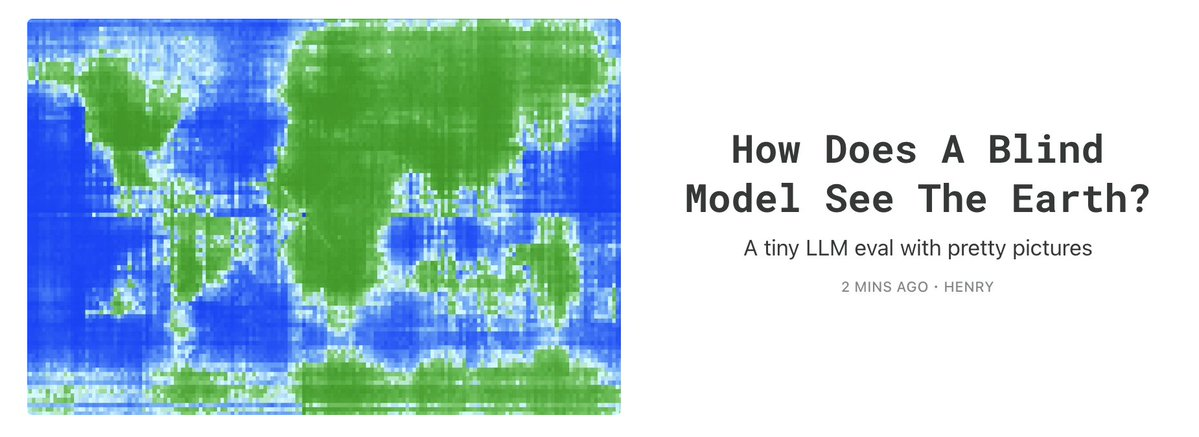 How Does A Blind
Model See The Earth?
A tiny LLM eval with pretty pictures
2 MINS AGO • HENRY